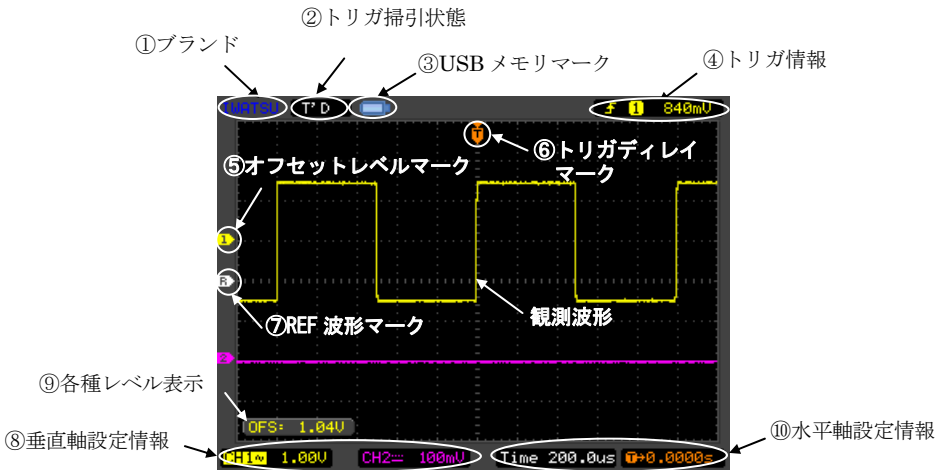 ②トリガ掃引状態
①ブランド
③USB メモリマーク
④トリガ情報
IWATSU T'D 1 840mV
T
⑥トリガディレイ
マーク
⑤オフセットレベルマーク
1
R
⑦REF 波形マーク
観測波形
2
⑨各種レベル表示
OFS: 1.04V
⑧垂直軸設定情報
⑩水平軸設定情報
CH1 1.00V CH2 100mV Time 200.0us T→0.0000s